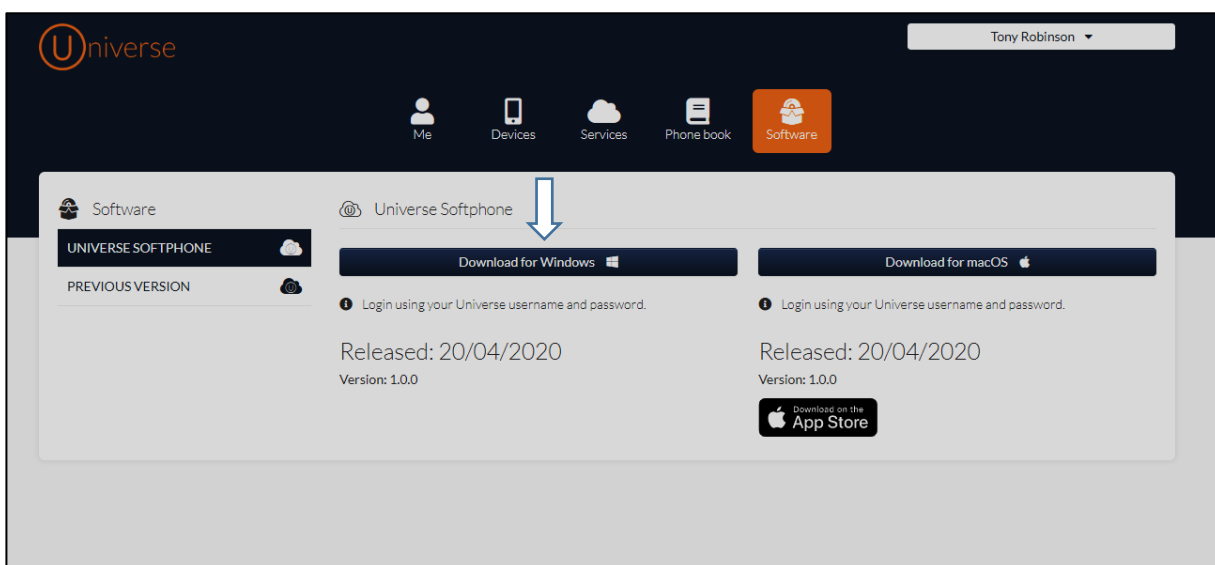 Universe
Tony Robinson
Me
Devices
Services
Phone book
Software
Software
UNIVERSE SOFTPHONE
PREVIOUS VERSION
Universe Softphone
Download for Windows
Login using your Universe username and password.
Released: 20/04/2020
Version: 1.0.0
Download for macOS
Login using your Universe username and password.
Released: 20/04/2020
Version: 1.0.0
Download on the
App Store